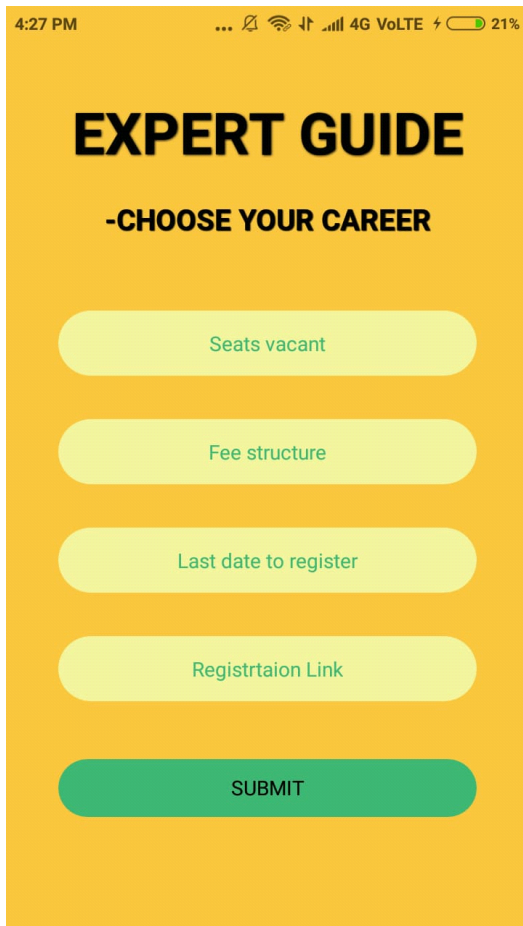 4:27 PM ... 4G VoLTE 21%
EXPERT GUIDE
-CHOOSE YOUR CAREER
Seats vacant
Fee structure
Last date to register
Registrtaion Link
SUBMIT